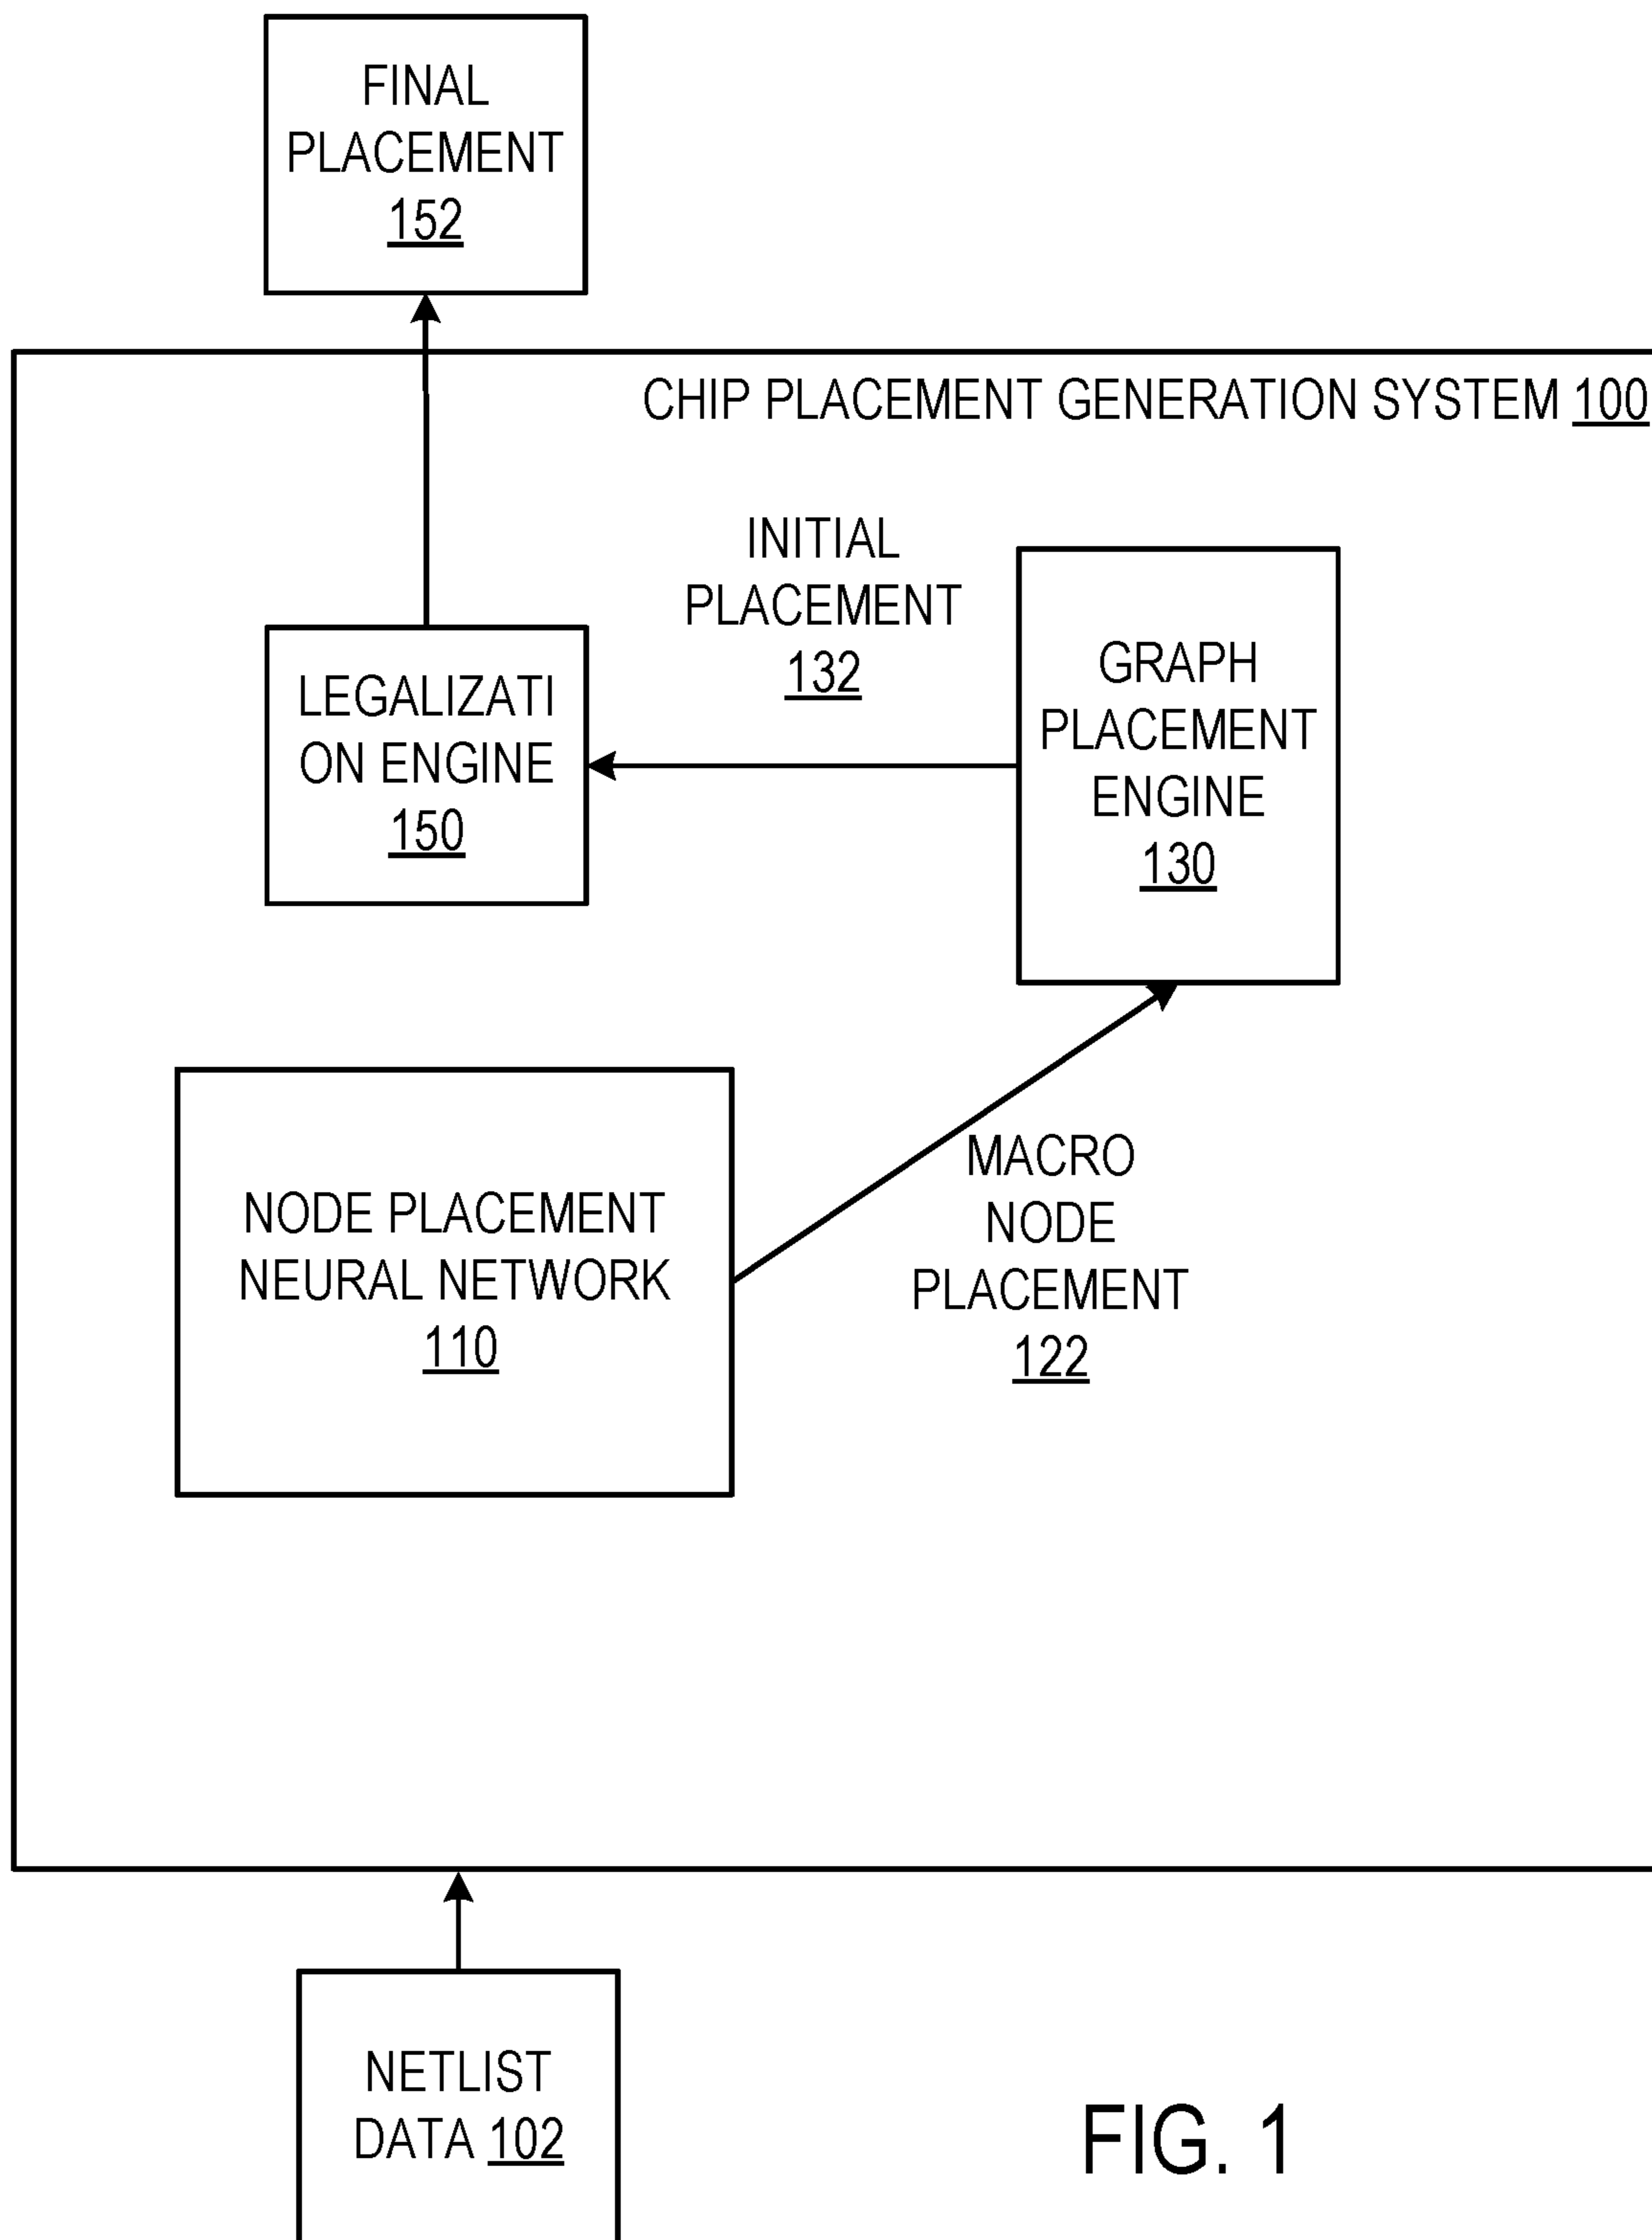 FINAL
PLACEMENT
152
CHIP PLACEMENT GENERATION SYSTEM 100
INITIAL
PLACEMENT
132
GRAPH
PLACEMENT
ENGINE
130
LEGALIZATI
ON ENGINE
150
NODE PLACEMENT
NEURAL NETWORK
110
MACRO
NODE
PLACEMENT
122
NETLIST
DATA 102
FIG. 1